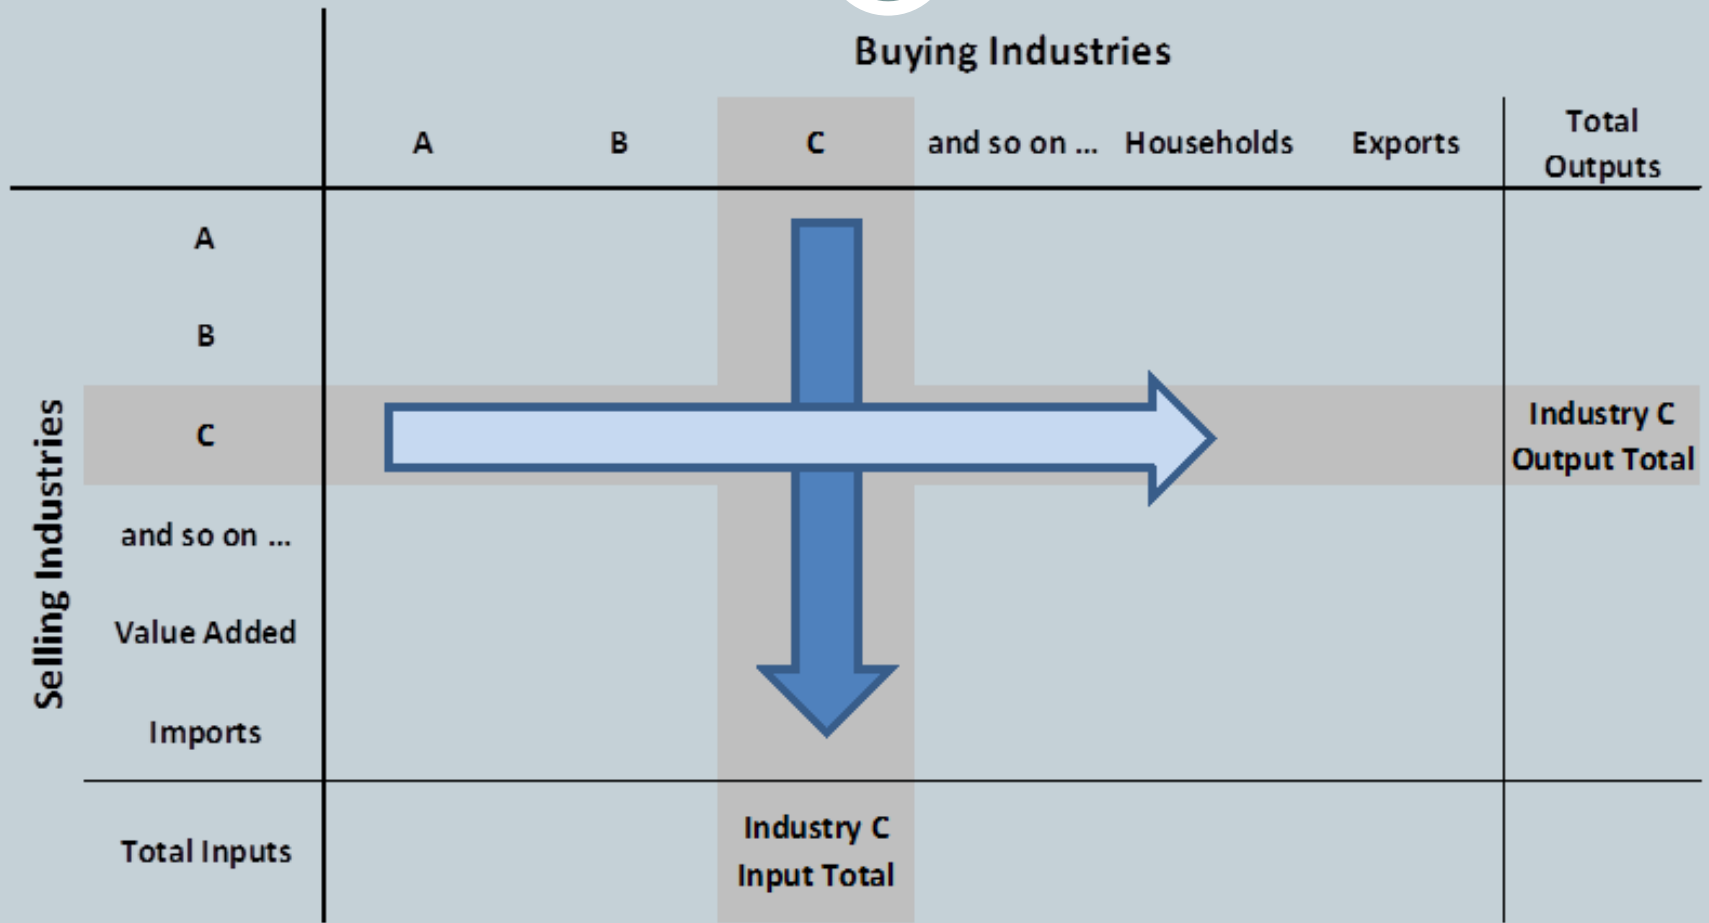 Buying Industries
A B C and so on ... Households Exports Total
Outputs
A
B
Selling Industries
C Industry C
Output Total
and so on ...
Value Added
Imports
Total Inputs Industry C
Input Total